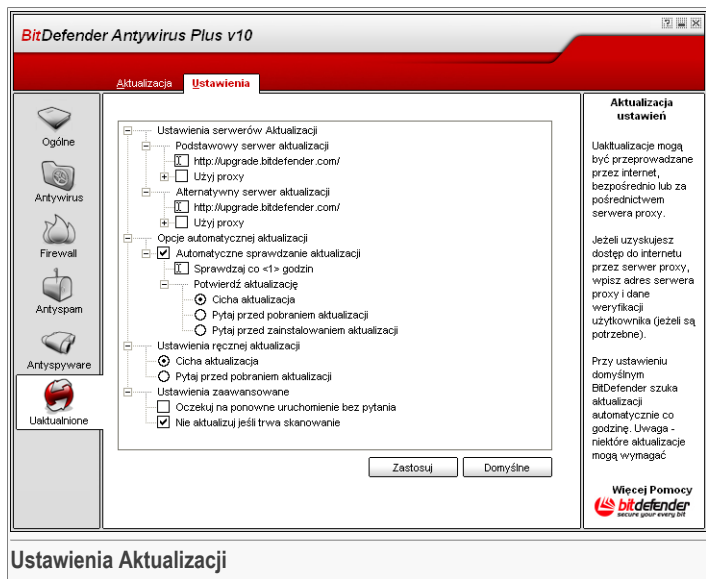 BitDefender Antywirus Plus v10
Aktualizacja
Ustawienia
Ogólne
Antywirus
Firewall
Antyspam
Antyspyware
Uaktualnione
Ustawienia serwerów Aktualizacji
Podstawowy serwer aktualizacji
http://upgrade.bitdefender.com/
Użyj proxy
Alternatywny serwer aktualizacji
http://upgrade.bitdefender.com/
Użyj proxy
Opcje automatycznej aktualizacji
Automatyczne sprawdzanie aktualizacji
Sprawdzaj co <1> godzin
Potwierdź aktualizację
Cicha aktualizacja
Pytaj przed pobraniem aktualizacji
Pytaj przed zainstalowaniem aktualizacji
Ustawienia ręcznej aktualizacji
Cicha aktualizacja
Pytaj przed pobraniem aktualizacji
Ustawienia zaawansowane
Oczekuj na ponowne uruchomienie bez pytania
Nie aktualizuj jeśli trwa skanowanie
Zastosuj
Domyślne
Aktualizacja
ustawień
Uakltualizacje mogą
być przeprowadzane
przez internet,
bezpośrednio lub za
pośrednictwem
serwera proxy.
Jeżeli uzyskujesz
dostęp do internetu
przez serwer proxy,
wpisz adres serwera
proxy i dane
weryfikacji
użytkownika (jeżeli są
potrzebne).
Przy ustawieniu
domyślnym
BitDefender szuka
aktualizacji
automatycznie co
godzinę. Uwaga -
niektóre aktualizacje
mogą wymagać
Więcej Pomocy
bitdefender
secure your every bit
Ustawienia Aktualizacji